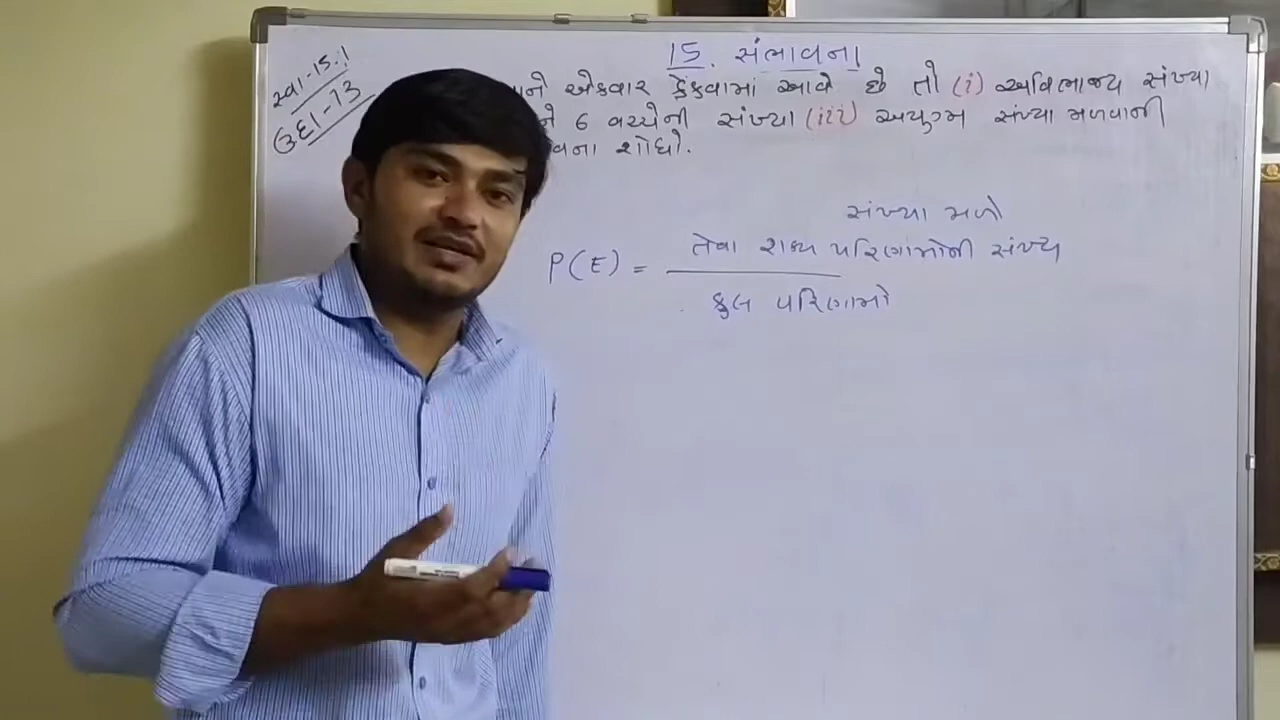 સ્વા.15.1
ઉદા-13
15. સંભાવના
એકવાર ફેંકવામાં આવે છે તો (i) અવિભાજ્ય સંખ્યા
6 વચ્ચેની સંખ્યા (iii) અયુગ્મ સંખ્યા મળવાની
શોધો.
સંખ્યા મળે
P(E) = તેવા શક્ય પરિણામોની સંખ્ય
કુલ પરિણામો